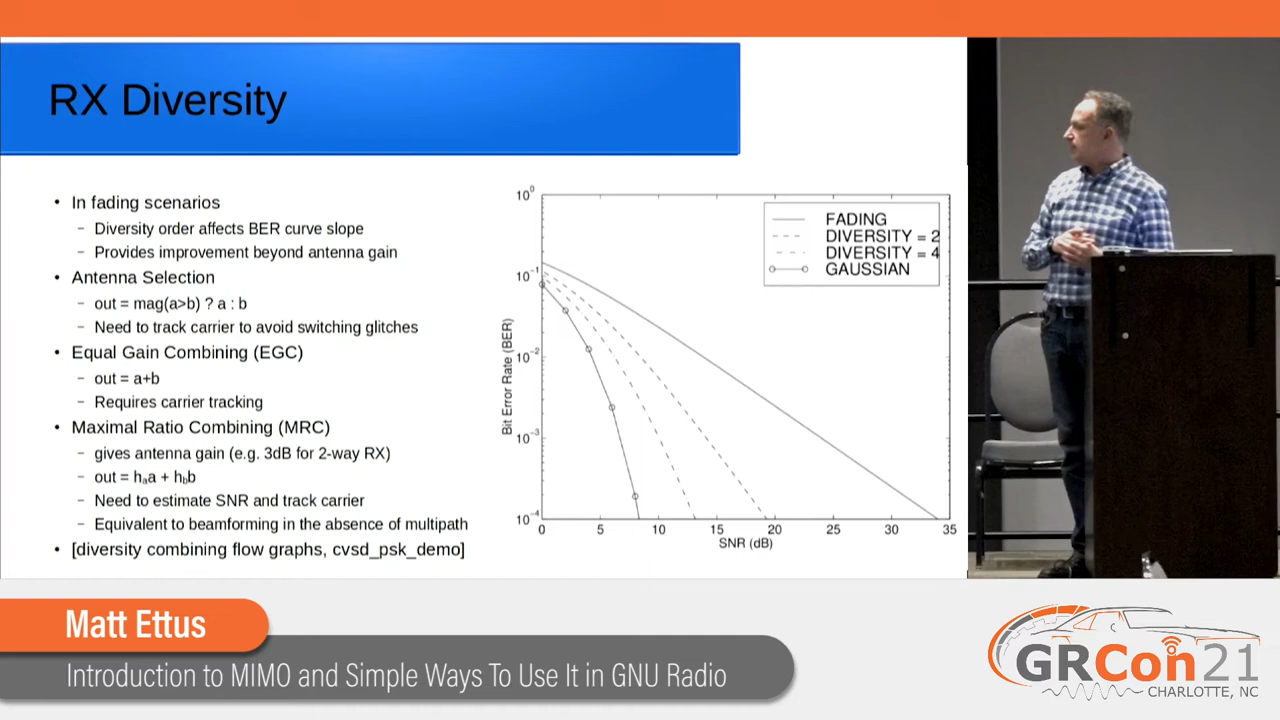 RX Diversity
• In fading scenarios
– Diversity order affects BER curve slope
– Provides improvement beyond antenna gain
• Antenna Selection
– out = mag(a>b) ? a : b
– Need to track carrier to avoid switching glitches
• Equal Gain Combining (EGC)
– out = a+b
– Requires carrier tracking
• Maximal Ratio Combining (MRC)
– gives antenna gain (e.g. 3dB for 2-way RX)
– out = hₐa + h_bb
– Need to estimate SNR and track carrier
– Equivalent to beamforming in the absence of multipath
• [diversity combining flow graphs, cvsd_psk_demo]
FADING
DIVERSITY = 2
DIVERSITY = 4
GAUSSIAN
Bit Error Rate (BER)
10⁰
10⁻¹
10⁻²
10⁻³
10⁻⁴
0 5 10 15 20 25 30 35
SNR (dB)
Matt Ettus
Introduction to MIMO and Simple Ways To Use It in GNU Radio
GRCon21
CHARLOTTE, NC